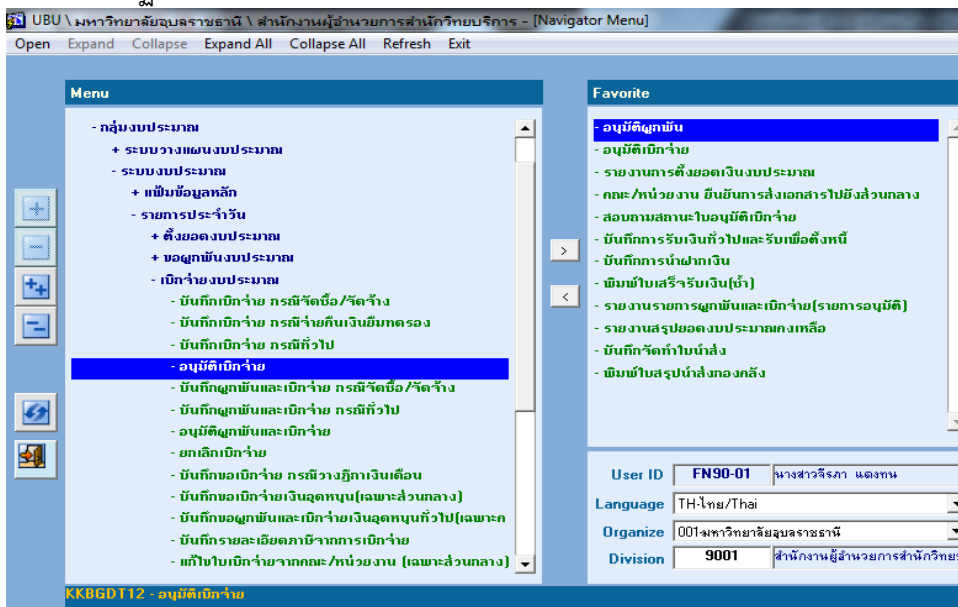 UBU \ มหาวิทยาลัยอุบลราชธานี \ สำนักงานผู้อำนวยการสำนักวิทยบริการ - [Navigator Menu]
Open Expand Collapse Expand All Collapse All Refresh Exit
Menu
- กลุ่มงบประมาณ
+ ระบบวางแผนงบประมาณ
- ระบบงบประมาณ
+ แฟ้มข้อมูลหลัก
- รายการประจำวัน
+ ตั้งยอดงบประมาณ
+ ขอผูกพันงบประมาณ
- เบิกจ่ายงบประมาณ
- บันทึกเบิกจ่าย กรณีจัดซื้อ/จัดจ้าง
- บันทึกเบิกจ่าย กรณีจ่ายคืนเงินยืมทดรอง
- บันทึกเบิกจ่าย กรณีทั่วไป
- อนุมัติเบิกจ่าย
- บันทึกผูกพันและเบิกจ่าย กรณีจัดซื้อ/จัดจ้าง
- บันทึกผูกพันและเบิกจ่าย กรณีทั่วไป
- อนุมัติผูกพันและเบิกจ่าย
- ยกเลิกเบิกจ่าย
- บันทึกขอเบิกจ่าย กรณีวางฎีกาเงินเดือน
- บันทึกขอเบิกจ่ายเงินอุดหนุน(เฉพาะส่วนกลาง)
- บันทึกขอผูกพันและเบิกจ่ายเงินอุดหนุนทั่วไป(เฉพาะก
- บันทึกรายละเอียดภาษีจากการเบิกจ่าย
- แก้ไขใบเบิกจ่ายจากคณะ/หน่วยงาน (เฉพาะส่วนกลาง)
>
<
Favorite
- อนุมัติผูกพัน
- อนุมัติเบิกจ่าย
- รายงานการตั้งยอดเงินงบประมาณ
- คณะ/หน่วยงาน ยืนยันการส่งเอกสารไปยังส่วนกลาง
- สอบถามสถานะใบอนุมัติเบิกจ่าย
- บันทึกการรับเงินทั่วไปและรับเพื่อตั้งหนี้
- บันทึกการนำฝากเงิน
- พิมพ์ใบเสร็จรับเงิน(ซ้ำ)
- รายงานรายการผูกพันและเบิกจ่าย(รายการอนุมัติ)
- รายงานสรุปยอดงบประมาณคงเหลือ
- บันทึกจัดทำใบนำส่ง
- พิมพ์ใบสรุปนำส่งกองคลัง
User ID FN90-01 นางสาวจิรภา แดงทน
Language TH-ไทย/Thai
Organize 001-มหาวิทยาลัยอุบลราชธานี
Division 9001 สำนักงานผู้อำนวยการสำนักวิทยบ
KKBGDT12 - อนุมัติเบิกจ่าย